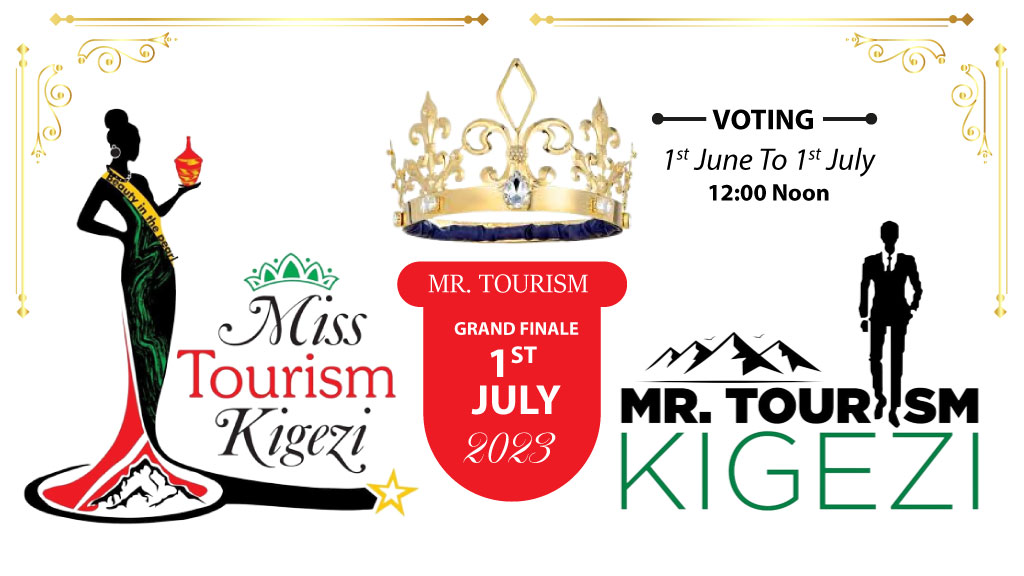 VOTING
1st June To 1st July
12:00 Noon
Beauty in the pearl
MR. TOURISM
GRAND FINALE
1ST
JULY
2023
Miss
Tourism
Kigezi
MR. TOURISM
KIGEZI